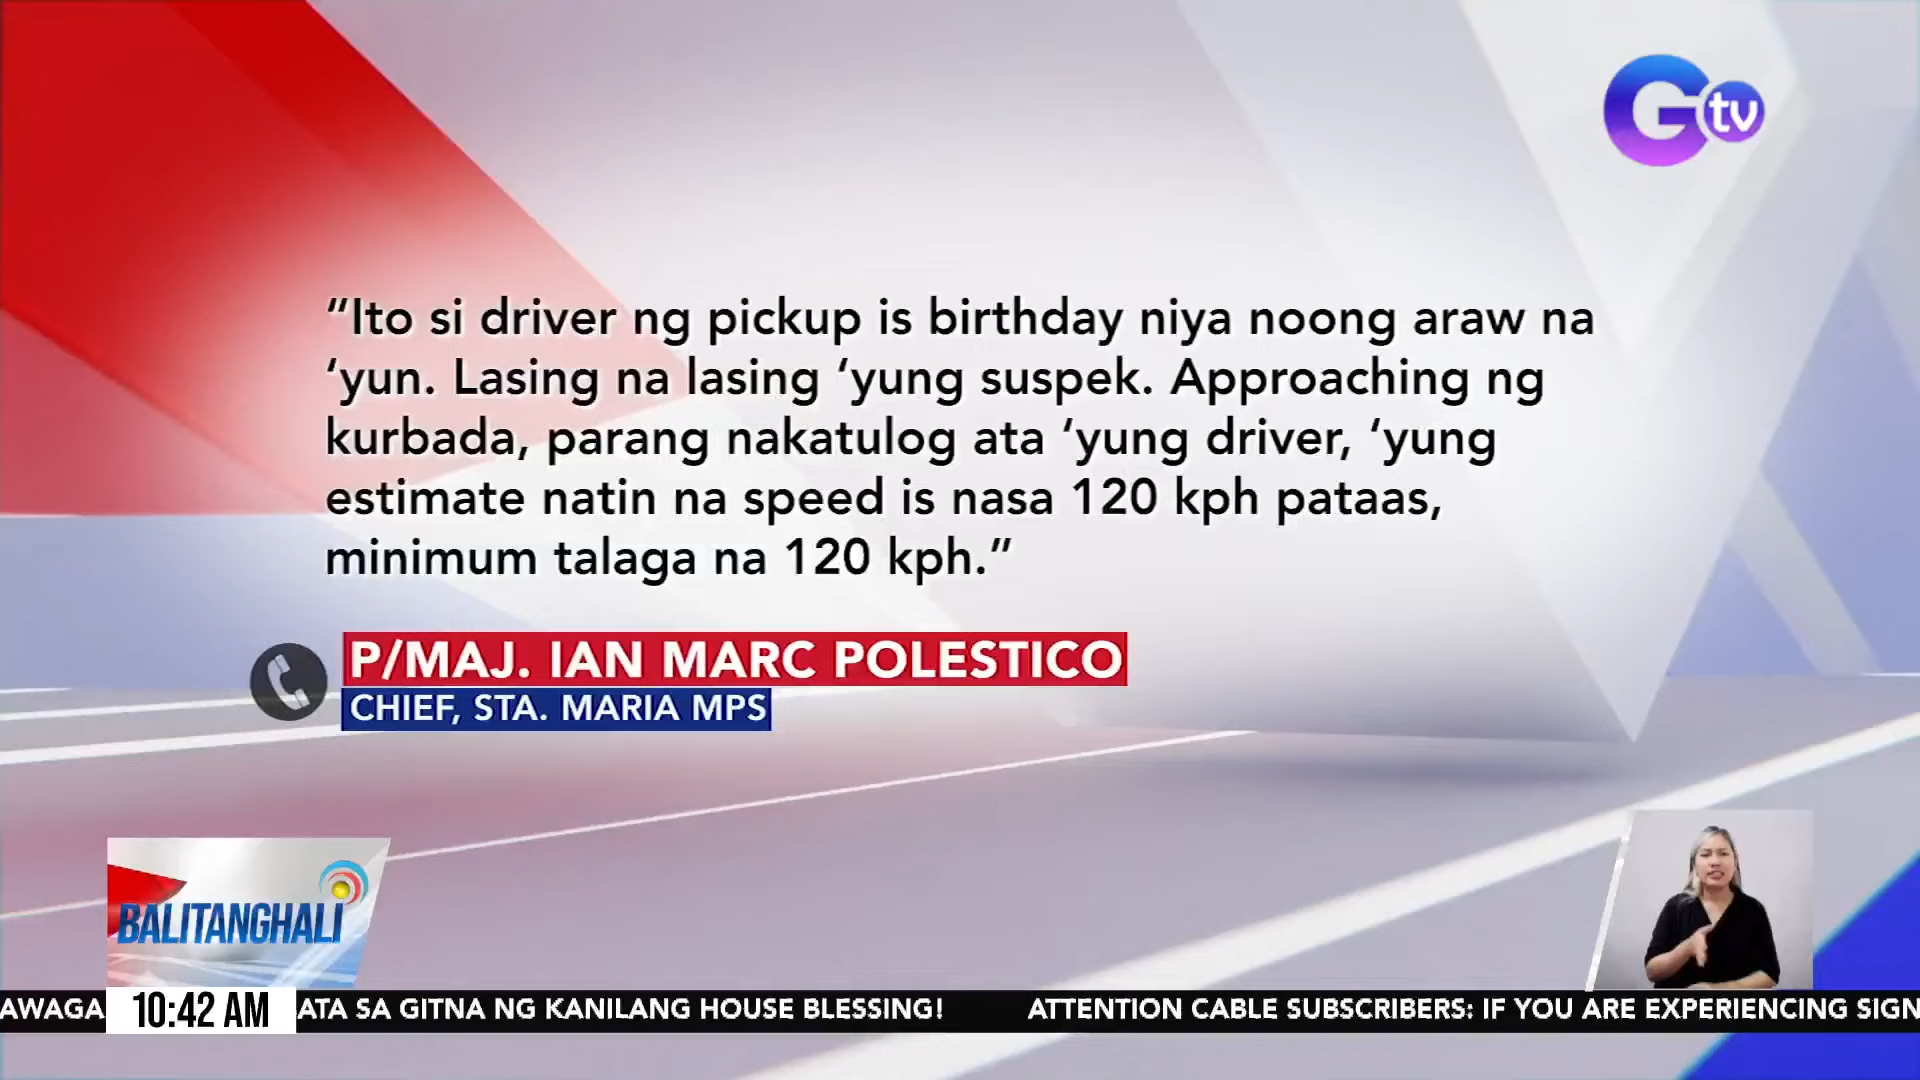 G tv
“Ito si driver ng pickup is birthday niya noong araw na
‘yun. Lasing na lasing ‘yung suspek. Approaching ng
kurbada, parang nakatulog ata ‘yung driver, ‘yung
estimate natin na speed is nasa 120 kph pataas,
minimum talaga na 120 kph.”
P/MAJ. IAN MARC POLESTICO
CHIEF, STA. MARIA MPS
BALITANGHALI
10:42 AM
AWAGA ATA SA GITNA NG KANILANG HOUSE BLESSING! ATTENTION CABLE SUBSCRIBERS: IF YOU ARE EXPERIENCING SIGN